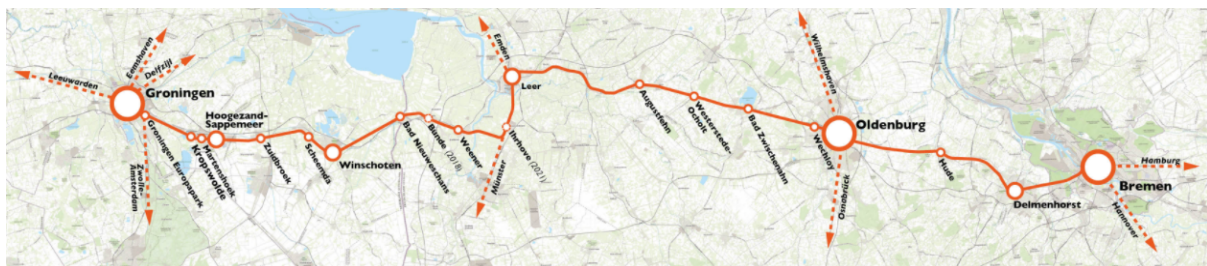 Eemshaven
Delfzijl
Leeuwarden
Groningen
Groningen Europapark
Zwolle-
Amsterdam
Kropswolde
Martenshoek
Hoogezand-
Sappemeer
Zuidbroek
Scheemda
Winschoten
Bad Nieuweschans
Bunde (2018)
Weener
Ihrhove (2021)
Münster
Emden
Leer
Augustfehn
Westerstede-
Ocholt
Bad Zwischenahn
Wechloy
Wilhelmshaven
Oldenburg
Osnabrück
Hude
Delmenhorst
Bremen
Hamburg
Hannover